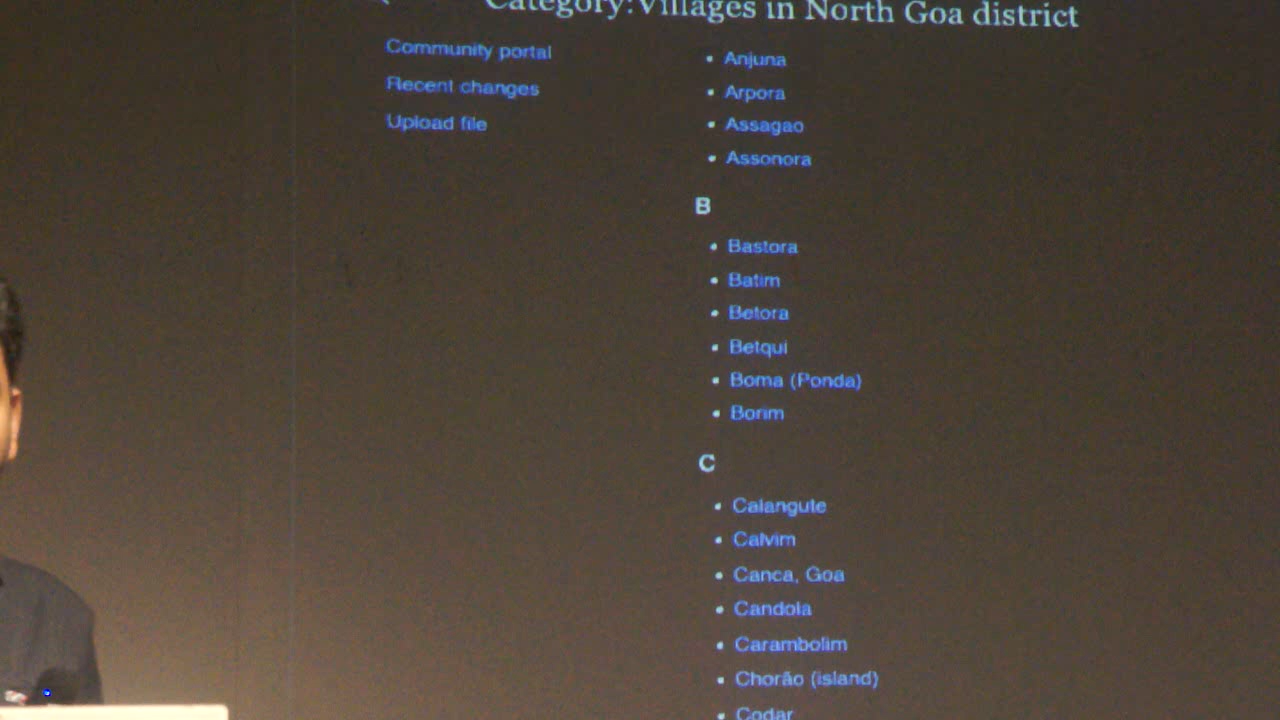 Category:Villages in North Goa district
Community portal
Recent changes
Upload file
• Anjuna
• Arpora
• Assagao
• Assonora
B
• Bastora
• Batim
• Betora
• Betqui
• Boma (Ponda)
• Borim
C
• Calangute
• Calvim
• Canca, Goa
• Candola
• Carambolim
• Chorão (island)
• Codar